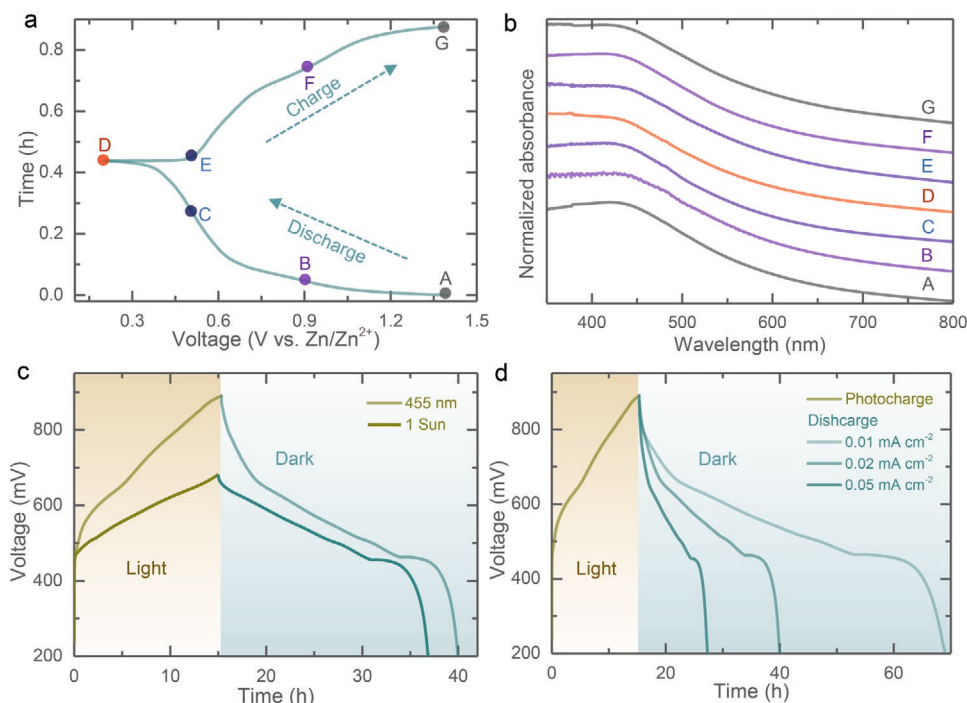 a
Time (h)
0.8
0.6
0.4
0.2
0.0
0.3
0.6
0.9
1.2
1.5
Voltage (V vs. Zn/Zn²⁺)
G
F
Charge
D
E
C
Discharge
B
A
b
Normalized absorbance
G
F
E
D
C
B
A
400
500
600
700
800
Wavelength (nm)
c
Voltage (mV)
800
600
400
200
0
10
20
30
40
Time (h)
455 nm
1 Sun
Dark
Light
d
Voltage (mV)
800
600
400
200
0
20
40
60
Time (h)
Photocharge
Dishcarge
0.01 mA cm⁻²
0.02 mA cm⁻²
0.05 mA cm⁻²
Dark
Light